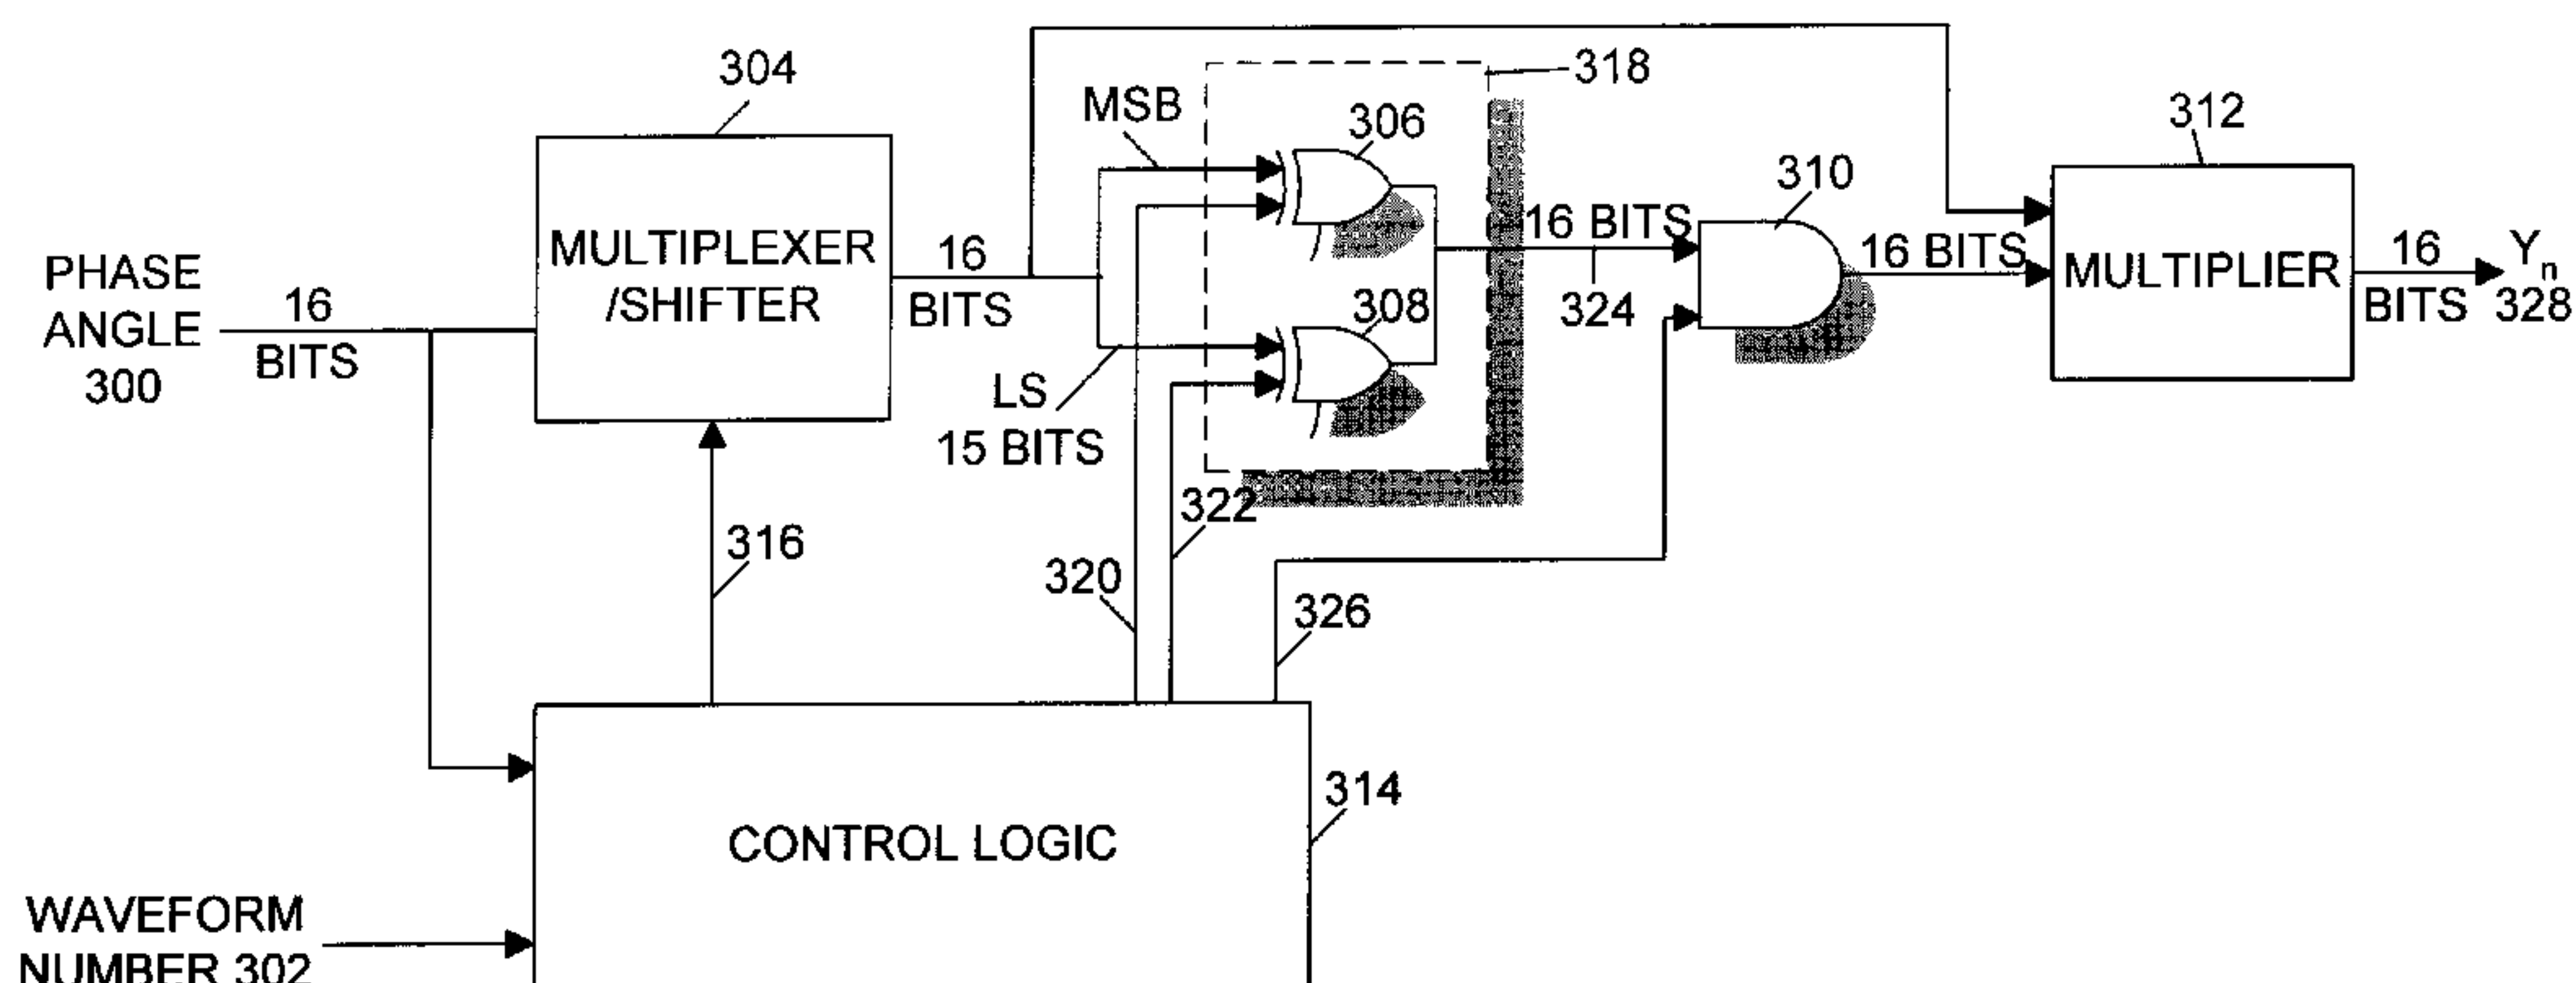 304
318
MSB
306
312
310
PHASE
ANGLE
300
16
BITS
MULTIPLEXER
/SHIFTER
16
BITS
16 BITS
324
16 BITS
MULTIPLIER
16
BITS
Yn
328
308
LS
15 BITS
322
316
320
326
314
CONTROL LOGIC
WAVEFORM
NUMBER 302